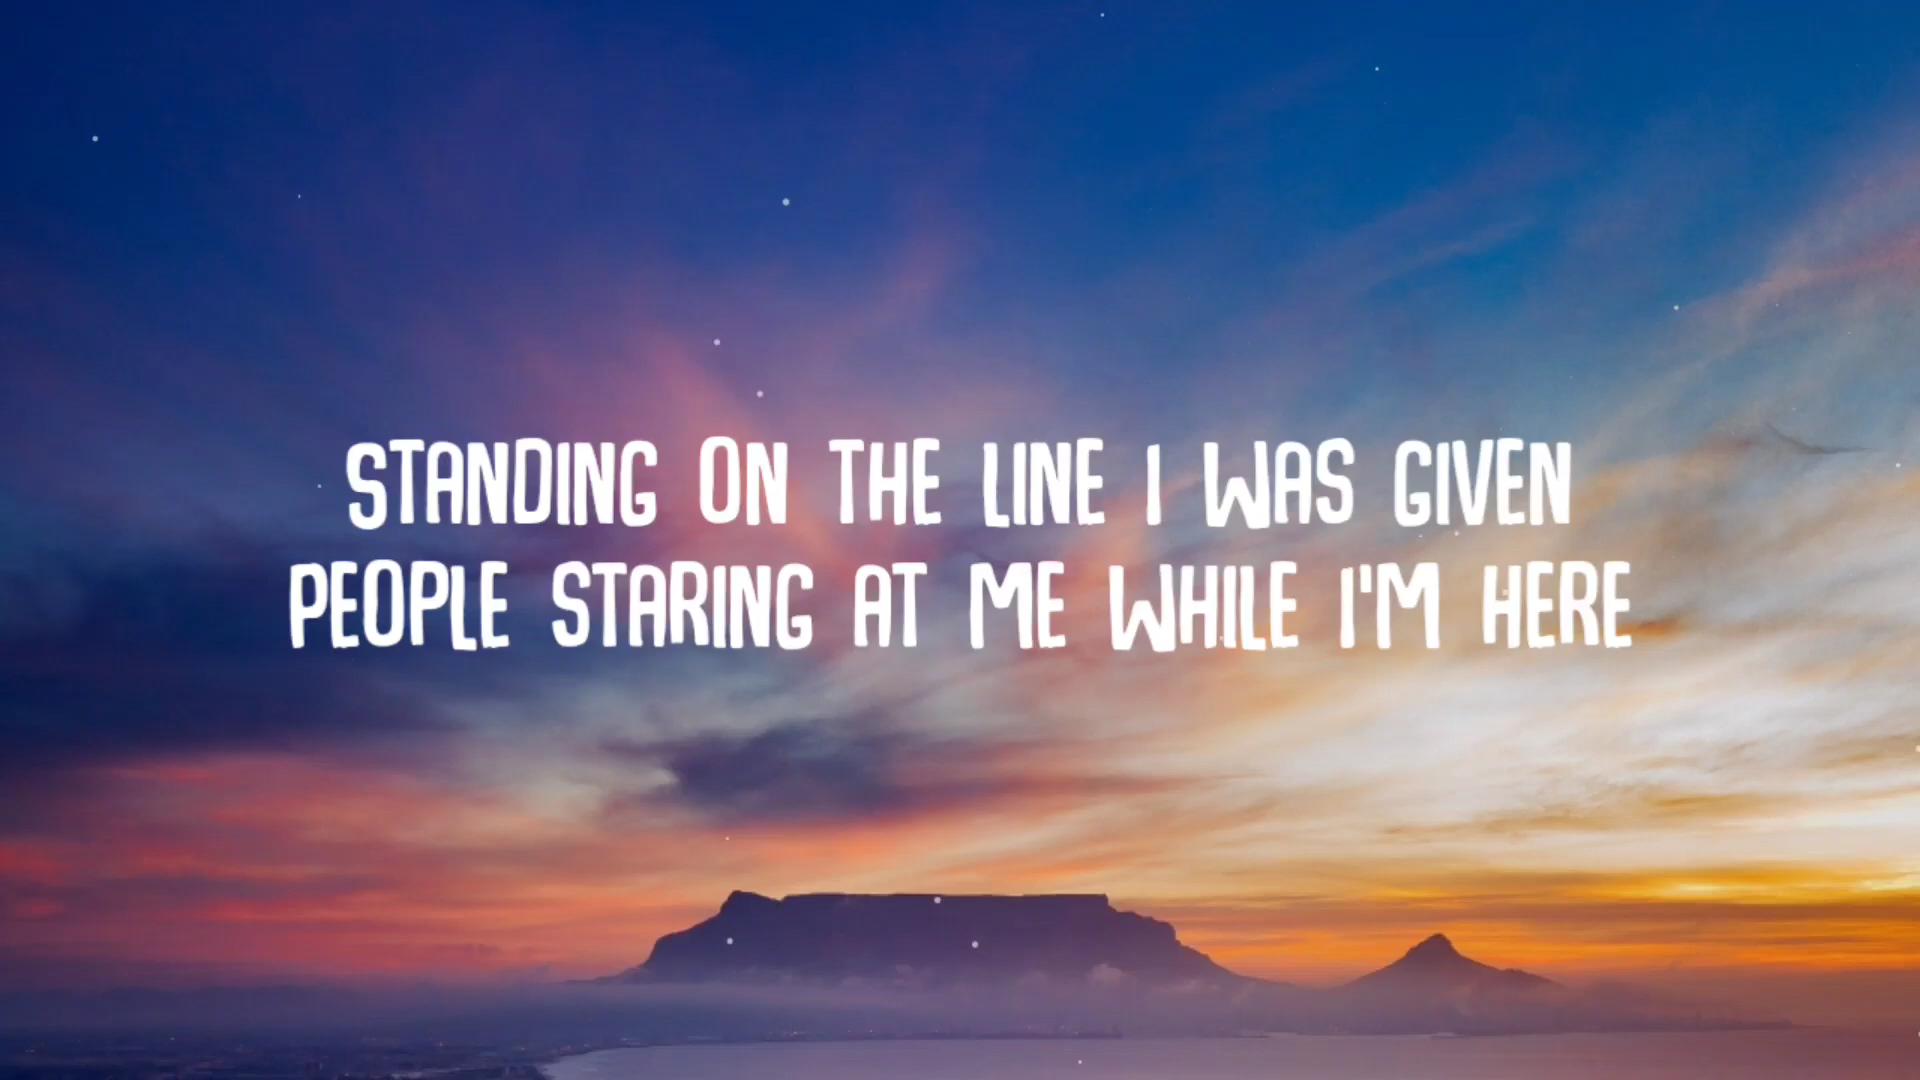 STANDING ON THE LINE I WAS GIVEN
PEOPLE STARING AT ME WHILE I'M HERE